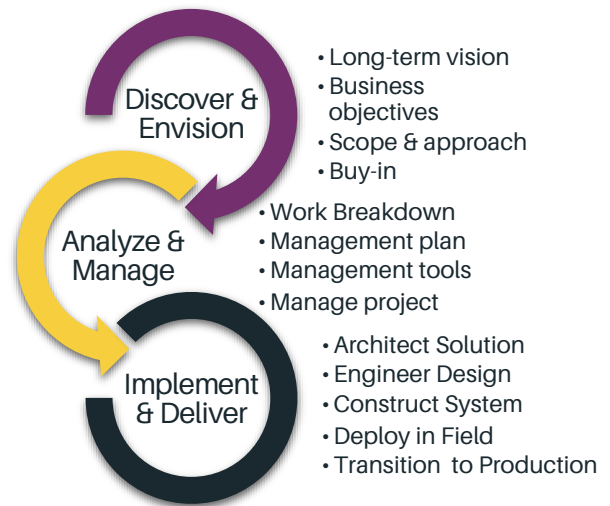 Discover &
Envision
• Long-term vision
• Business
objectives
• Scope & approach
• Buy-in
Analyze &
Manage
• Work Breakdown
• Management plan
• Management tools
• Manage project
Implement
& Deliver
• Architect Solution
• Engineer Design
• Construct System
• Deploy in Field
• Transition to Production